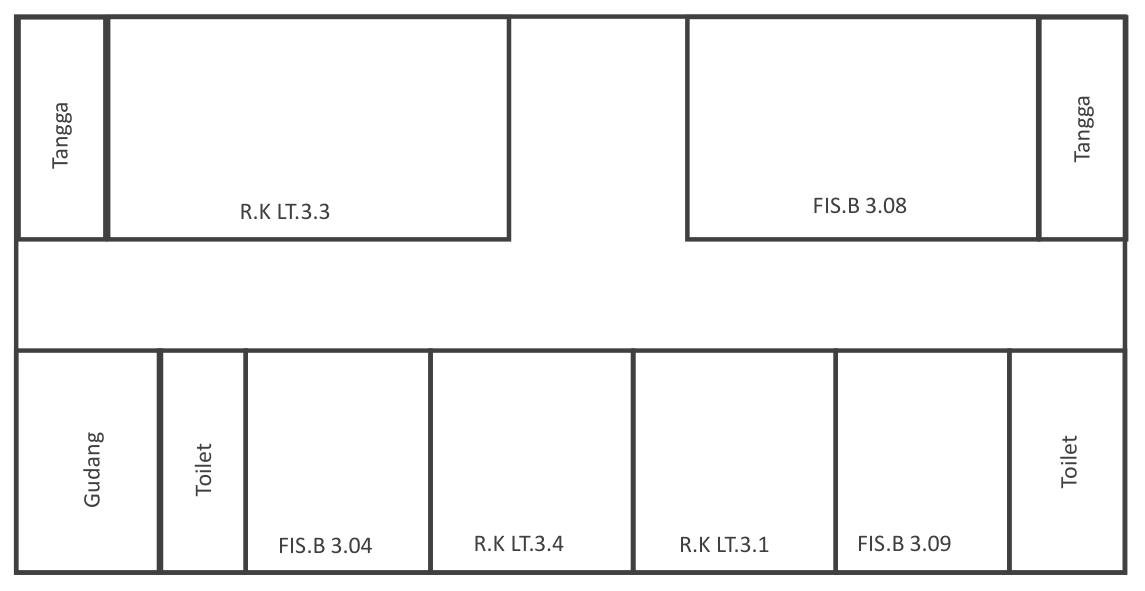 Tangga
R.K LT.3.3
FIS.B 3.08
Tangga
Gudang
Toilet
FIS.B 3.04
R.K LT.3.4
R.K LT.3.1
FIS.B 3.09
Toilet